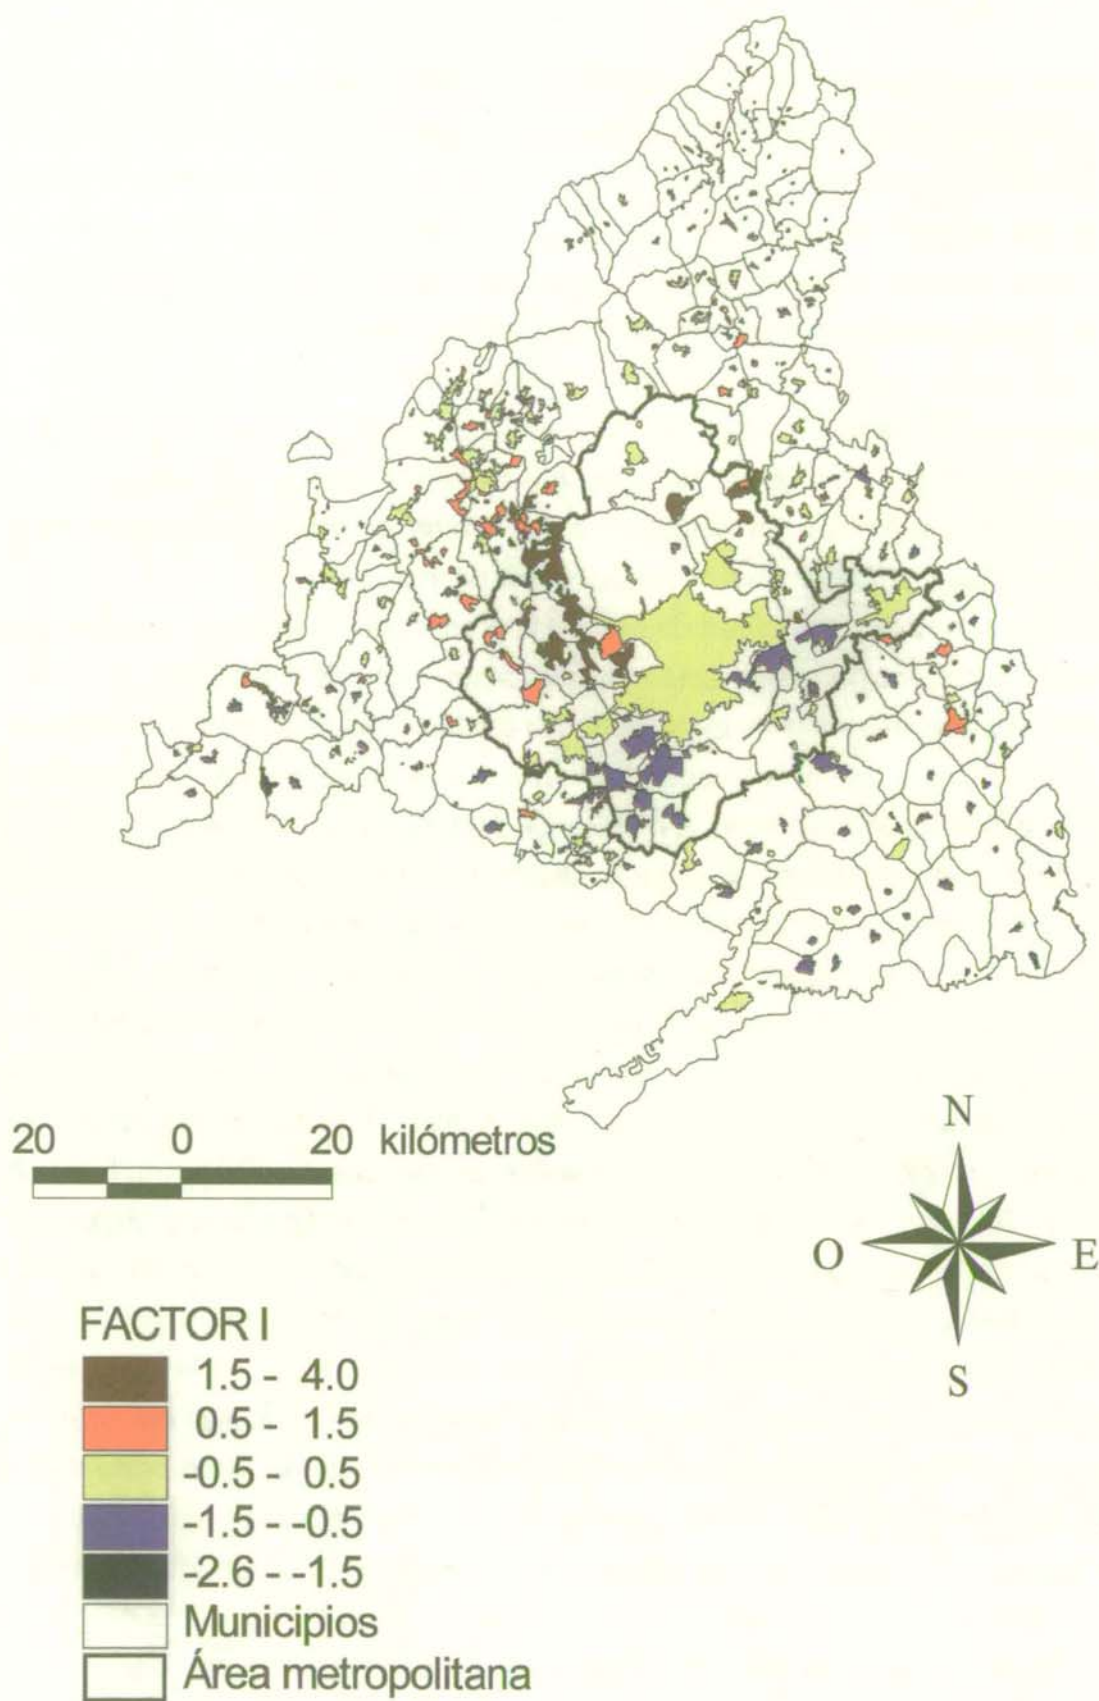 20 0 20 kilómetros
N
O E
S
FACTOR I
1.5 - 4.0
0.5 - 1.5
-0.5 - 0.5
-1.5 - -0.5
-2.6 - -1.5
Municipios
Área metropolitana